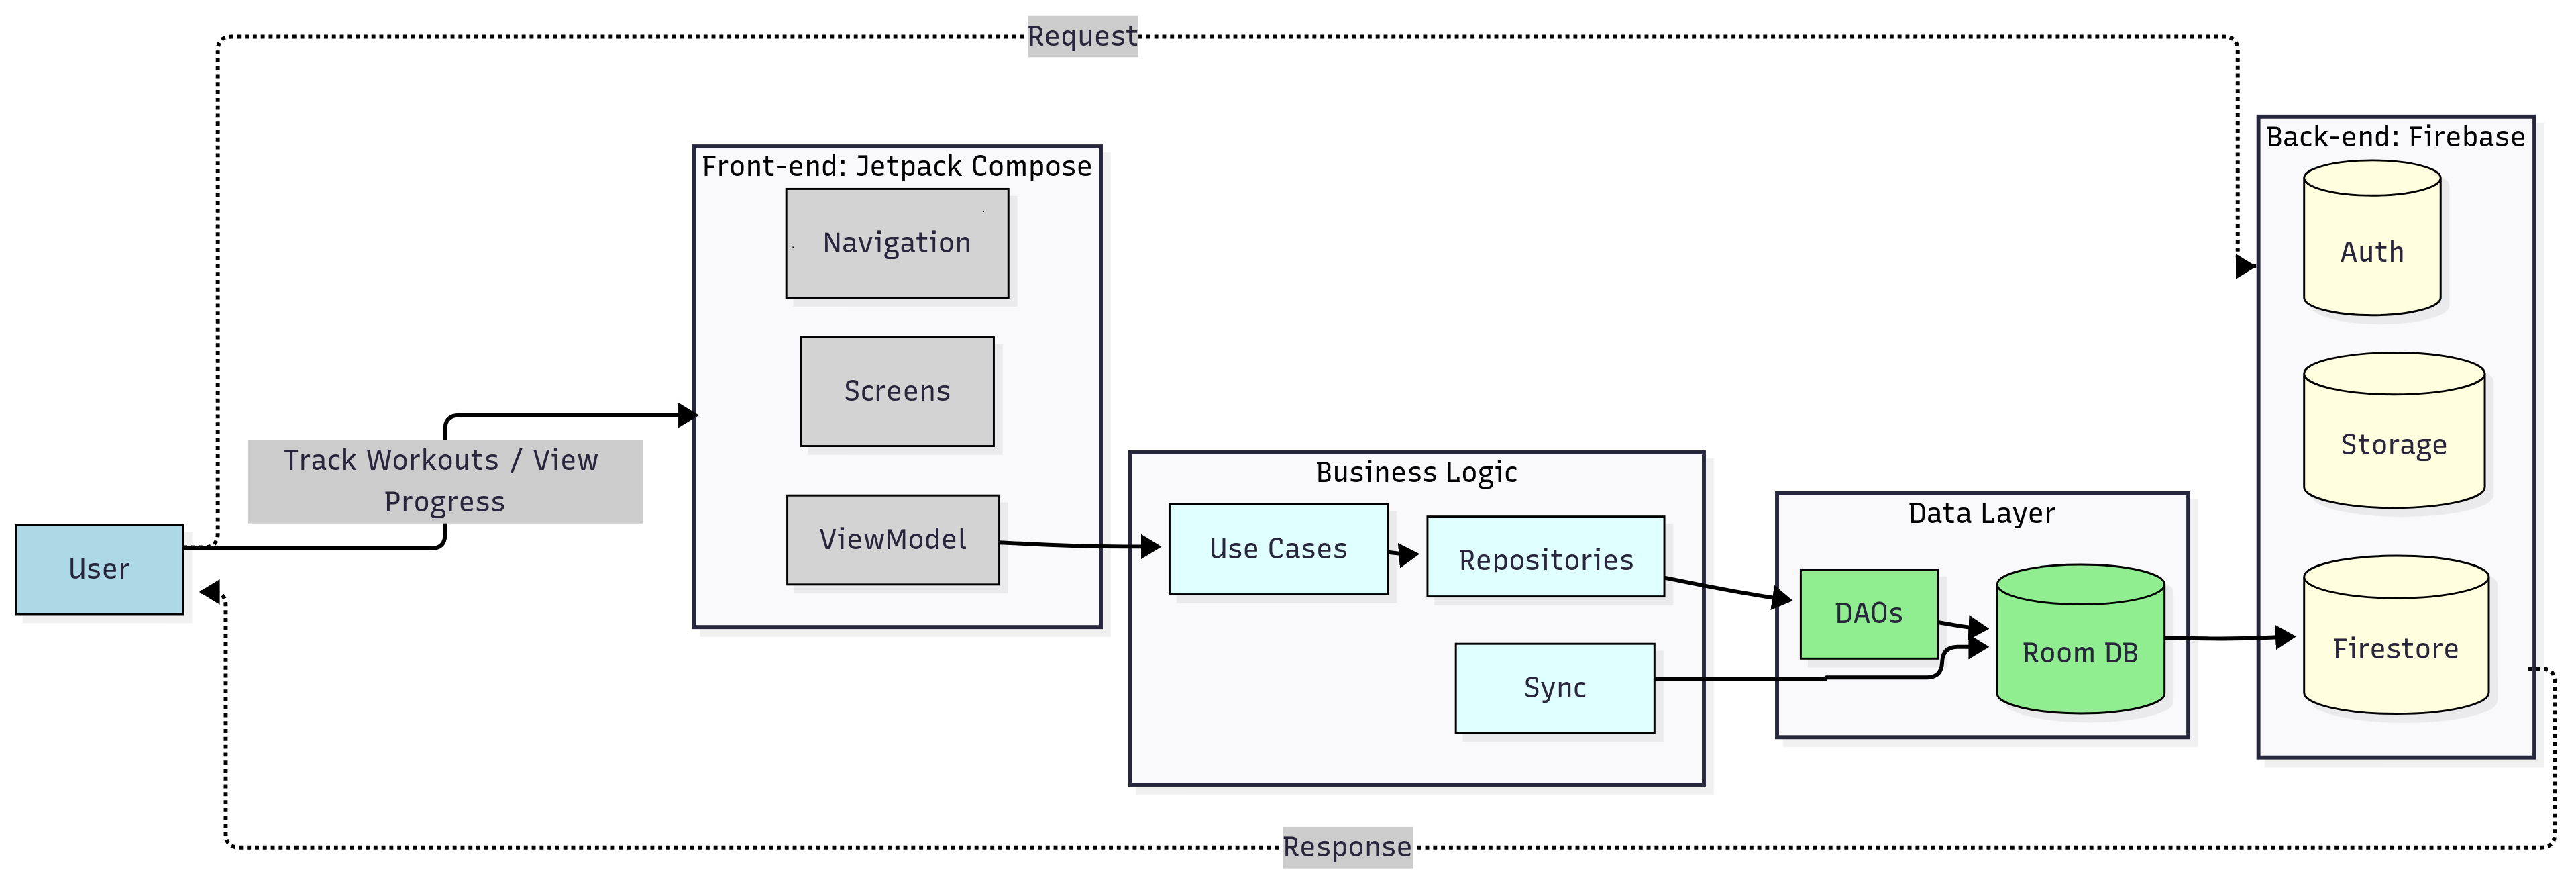 Request
Back-end: Firebase
Front-end: Jetpack Compose
Navigation
Auth
Screens
Storage
Track Workouts / View
Progress
Business Logic
Data Layer
User
ViewModel
Use Cases
Repositories
DAOs
Room DB
Firestore
Sync
Response